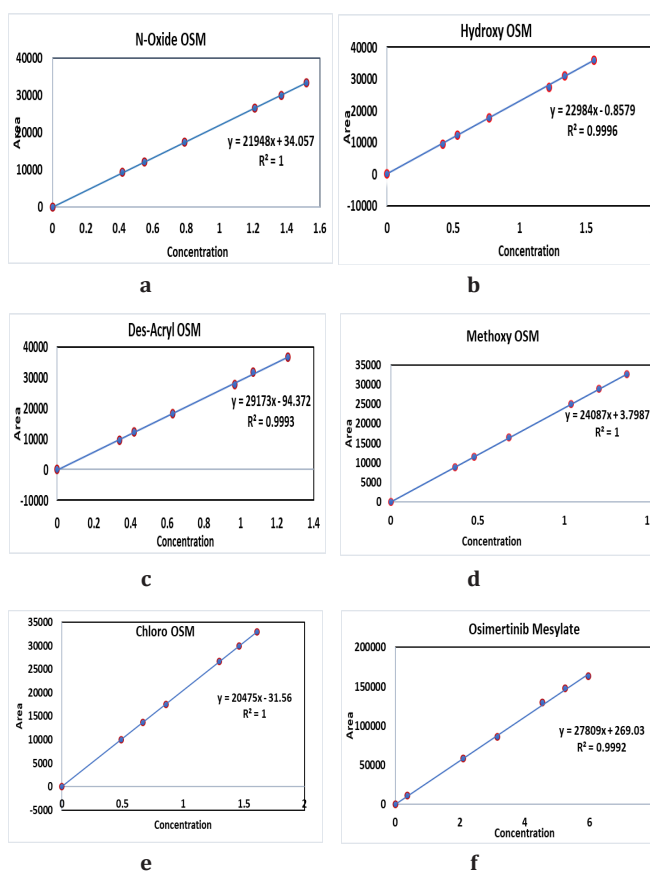 N-Oxide OSM
40000
30000
20000
10000
0
Area
y = 21948x + 34.057
R² = 1
0 0.2 0.4 0.6 0.8 1 1.2 1.4 1.6
Concentration
a
Hydroxy OSM
40000
30000
20000
10000
0
-10000
Area
y = 22984x - 0.8579
R² = 0.9996
0 0.5 1 1.5
Concentration
b
Des-Acryl OSM
40000
30000
20000
10000
0
-10000
Area
y = 29173x - 94.372
R² = 0.9993
0 0.2 0.4 0.6 0.8 1 1.2 1.4
Concentration
c
Methoxy OSM
35000
30000
25000
20000
15000
10000
5000
0
Area
y = 24087x + 3.7987
R² = 1
0 0.5 1 1
Concentration
d
Chloro OSM
35000
30000
25000
20000
15000
10000
5000
0
-5000
Area
y = 20475x - 31.56
R² = 1
0 0.5 1 1.5 2
Concentration
e
Osimertinib Mesylate
200000
150000
100000
50000
0
Area
y = 27809x + 269.03
R² = 0.9992
0 2 4 6
Concentration
f